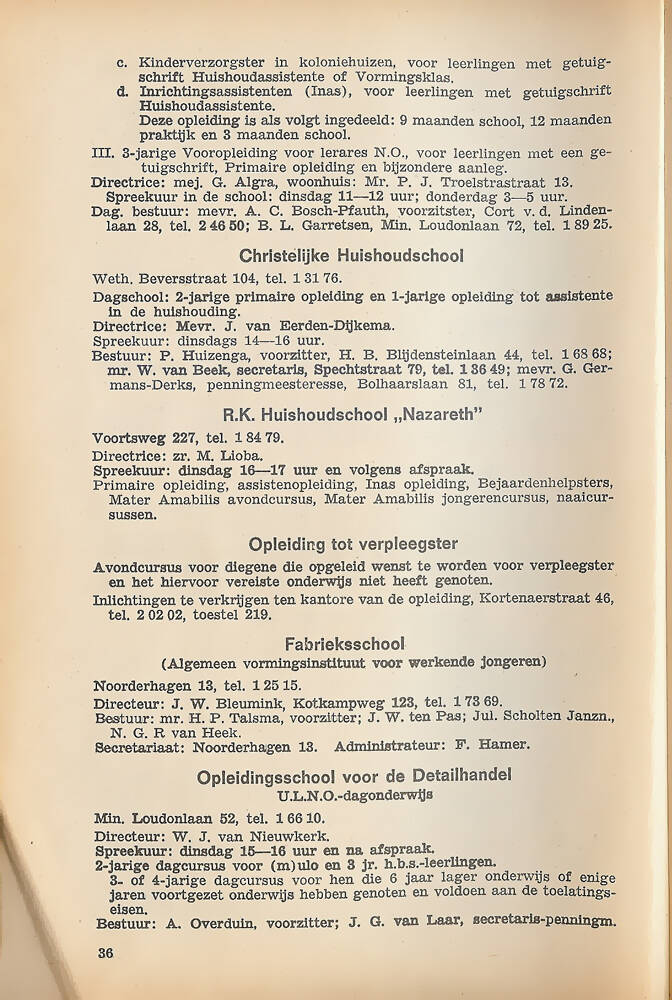 c. Kinderverzorgster in koloniehuizen, voor leerlingen met getuig-
schrift Huishoudassistente of Vormingsklas.
d. Inrichtingsassistenten (Inas), voor leerlingen met getuigschrift
Huishoudassistente.
Deze opleiding is als volgt ingedeeld: 9 maanden school, 12 maanden
praktijk en 3 maanden school.
III. 3-jarige Vooropleiding voor lerares N.O., voor leerlingen met een ge-
tuigschrift, Primaire opleiding en bijzondere aanleg.
Directrice: mej. G. Algra, woonhuis: Mr. P. J. Troelstrastraat 13.
Spreekuur in de school: dinsdag 11—12 uur; donderdag 3—5 uur.
Dag. bestuur: mevr. A. C. Bosch-Pfauth, voorzitster, Cort v. d. Linden-
laan 28, tel. 2 46 50; B. L. Garretsen, Min. Loudonlaan 72, tel. 1 89 25.
Christelijke Huishoudschool
Weth. Beversstraat 104, tel. 1 31 76.
Dagschool: 2-jarige primaire opleiding en 1-jarige opleiding tot assistente
in de huishouding.
Directrice: Mevr. J. van Eerden-Dijkema.
Spreekuur: dinsdags 14—16 uur.
Bestuur: P. Huizenga, voorzitter, H. B. Blijdensteinlaan 44, tel. 1 68 68;
mr. W. van Beek, secretaris, Spechtstraat 79, tel. 1 36 49; mevr. G. Ger-
mans-Derks, penningmeesteresse, Bolhaarslaan 81, tel. 1 78 72.
R.K. Huishoudschool „Nazareth”
Voortsweg 227, tel. 1 84 79.
Directrice: zr. M. Lioba.
Spreekuur: dinsdag 16—17 uur en volgens afspraak.
Primaire opleiding, assistenopleiding, Inas opleiding, Bejaardenhelpsters,
Mater Amabilis avondcursus, Mater Amabilis jongerencursus, naaicur-
sussen.
Opleiding tot verpleegster
Avondcursus voor diegene die opgeleid wenst te worden voor verpleegster
en het hiervoor vereiste onderwijs niet heeft genoten.
Inlichtingen te verkrijgen ten kantore van de opleiding, Kortenaerstraat 46,
tel. 2 02 02, toestel 219.
Fabrieksschool
(Algemeen vormingsinstituut voor werkende jongeren)
Noorderhagen 13, tel. 1 25 15.
Directeur: J. W. Bleumink, Kotkampweg 123, tel. 1 73 69.
Bestuur: mr. H. P. Talsma, voorzitter; J. W. ten Pas; Jul. Scholten Janzn.,
N. G. R van Heek.
Secretariaat: Noorderhagen 13. Administrateur: F. Hamer.
Opleidingsschool voor de Detailhandel
U.L.N.O.-dagonderwijs
Min. Loudonlaan 52, tel. 1 66 10.
Directeur: W. J. van Nieuwkerk.
Spreekuur: dinsdag 15—16 uur en na afspraak.
2-jarige dagcursus voor (m)ulo en 3 jr. h.b.s.-leerlingen.
3- of 4-jarige dagcursus voor hen die 6 jaar lager onderwijs of enige
jaren voortgezet onderwijs hebben genoten en voldoen aan de toelatings-
eisen.
Bestuur: A. Overduin, voorzitter; J. G. van Laar, secretaris-penningm.
36